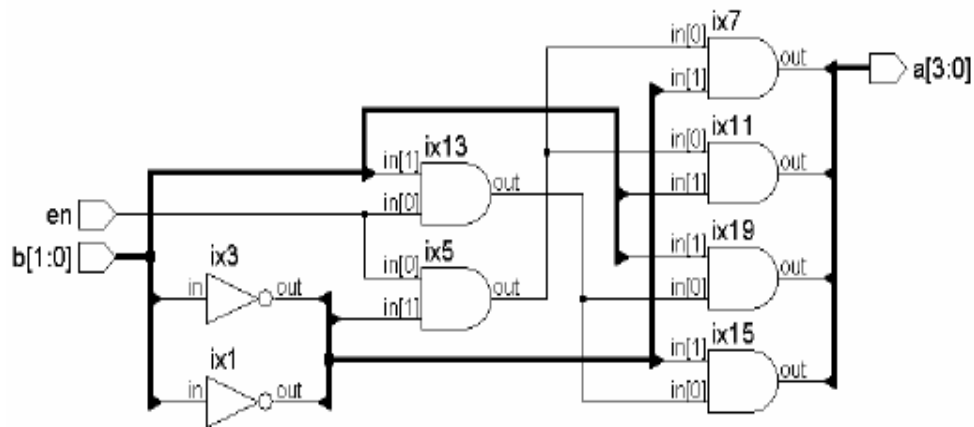 ix7
in[0]
out
in[1]
a[3:0]
ix11
in[0]
out
in[1]
ix13
in[1]
out
in[0]
en
b[1:0]
ix19
in[1]
out
in[0]
ix5
in[0]
out
in[1]
ix3
in
out
ix15
in[1]
out
in[0]
ix1
in
out